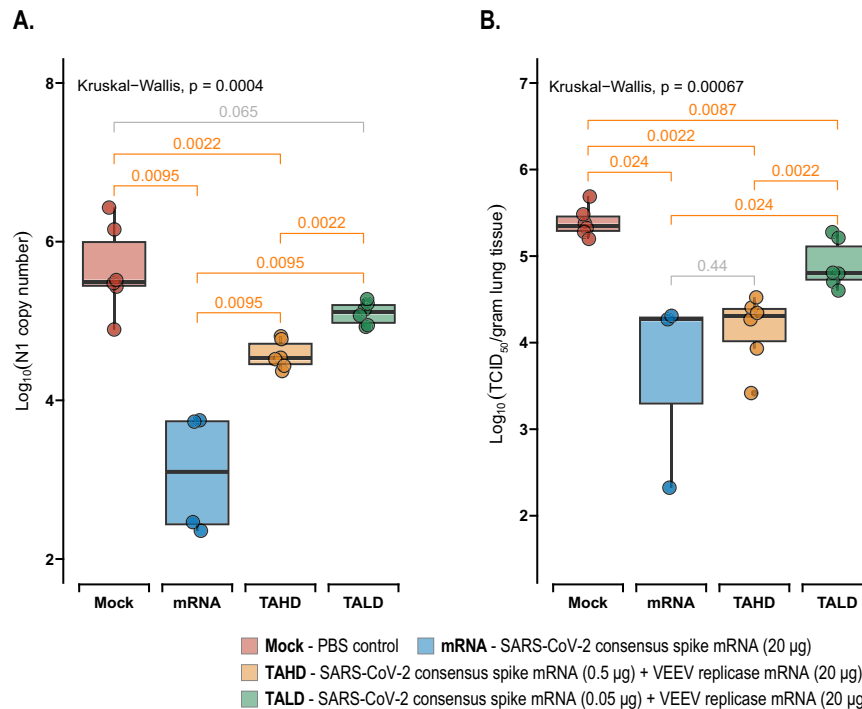 A.
B.
Log10(N1 copy number)
8
6
4
2
Kruskal−Wallis, p = 0.0004
0.065
0.0022
0.0095
0.0022
0.0095
0.0095
Mock mRNA TAHD TALD
Log10(TCID50/gram lung tissue)
7
6
5
4
3
2
Kruskal−Wallis, p = 0.00067
0.0087
0.0022
0.024
0.0022
0.024
0.44
Mock mRNA TAHD TALD
Mock - PBS control mRNA - SARS-CoV-2 consensus spike mRNA (20 µg)
TAHD - SARS-CoV-2 consensus spike mRNA (0.5 µg) + VEEV replicase mRNA (20 µg)
TALD - SARS-CoV-2 consensus spike mRNA (0.05 µg) + VEEV replicase mRNA (20 µg